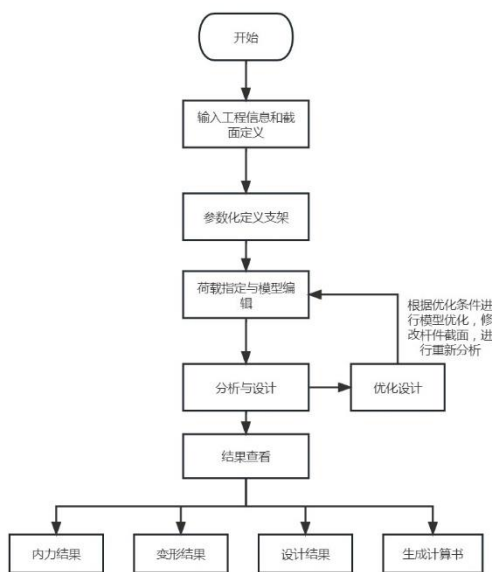 开始
输入工程信息和截
面定义
参数化定义支架
荷载指定与模型编
辑
根据优化条件进
行模型优化，修
改杆件截面，进
行重新分析
分析与设计
优化设计
结果查看
内力结果
变形结果
设计结果
生成计算书